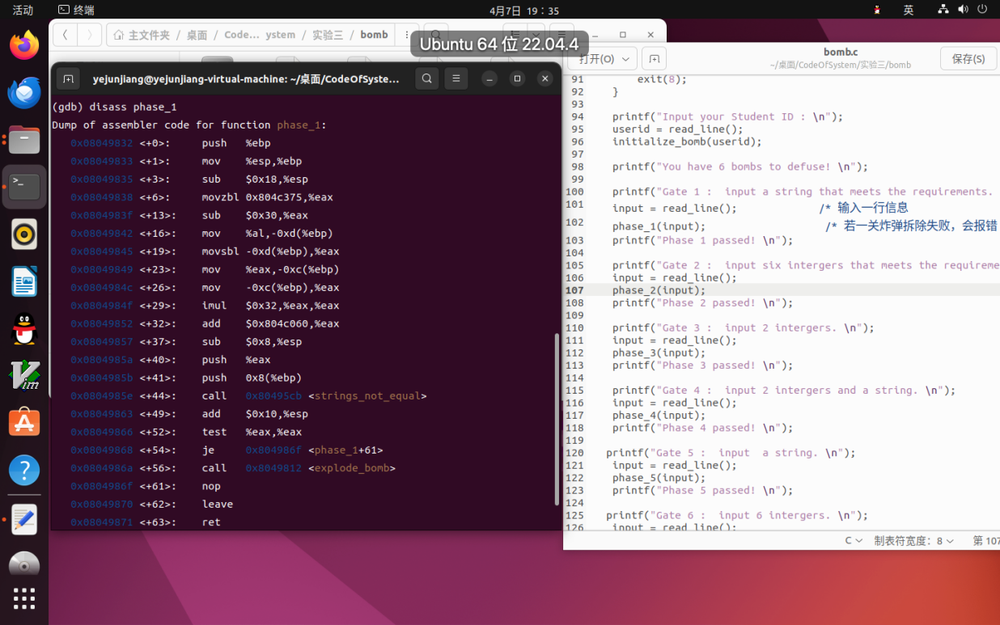 活动
终端
4月7日 19：35
英
主文件夹 / 桌面 / Code… ystem / 实验三 / bomb
Ubuntu 64 位 22.04.4
yejunjiang@yejunjiang-virtual-machine: ~/桌面/CodeOfSyste...
(gdb) disass phase_1
Dump of assembler code for function phase_1:
0x08049832 <+0>: push %ebp
0x08049833 <+1>: mov %esp,%ebp
0x08049835 <+3>: sub $0x18,%esp
0x08049838 <+6>: movzbl 0x804c375,%eax
0x0804983f <+13>: sub $0x30,%eax
0x08049842 <+16>: mov %al,-0xd(%ebp)
0x08049845 <+19>: movsbl -0xd(%ebp),%eax
0x08049849 <+23>: mov %eax,-0xc(%ebp)
0x0804984c <+26>: mov -0xc(%ebp),%eax
0x0804984f <+29>: imul $0x32,%eax,%eax
0x08049852 <+32>: add $0x804c060,%eax
0x08049857 <+37>: sub $0x8,%esp
0x0804985a <+40>: push %eax
0x0804985b <+41>: push 0x8(%ebp)
0x0804985e <+44>: call 0x80495cb <strings_not_equal>
0x08049863 <+49>: add $0x10,%esp
0x08049866 <+52>: test %eax,%eax
0x08049868 <+54>: je 0x804986f <phase_1+61>
0x0804986a <+56>: call 0x8049812 <explode_bomb>
0x0804986f <+61>: nop
0x08049870 <+62>: leave
0x08049871 <+63>: ret
打开(O)
bomb.c
~/桌面/CodeOfSystem/实验三/bomb
保存(S)
91 exit(8);
92 }
93
94 printf("Input your Student ID : \n");
95 userid = read_line();
96 initialize_bomb(userid);
97
98 printf("You have 6 bombs to defuse! \n");
99
100 printf("Gate 1 :  input a string that meets the requirements.
101 input = read_line(); /* 输入一行信息
102 phase_1(input); /* 若一关炸弹拆除失败，会报错
103 printf("Phase 1 passed! \n");
104
105 printf("Gate 2 :  input six intergers that meets the requireme
106 input = read_line();
107 phase_2(input);
108 printf("Phase 2 passed! \n");
109
110 printf("Gate 3 :  input 2 intergers. \n");
111 input = read_line();
112 phase_3(input);
113 printf("Phase 3 passed! \n");
114
115 printf("Gate 4 :  input 2 intergers and a string. \n");
116 input = read_line();
117 phase_4(input);
118 printf("Phase 4 passed! \n");
119
120 printf("Gate 5 :  input  a string. \n");
121 input = read_line();
122 phase_5(input);
123 printf("Phase 5 passed! \n");
124
125 printf("Gate 6 :  input 6 intergers. \n");
126 input = read_line();
C
制表符宽度：8
第 107